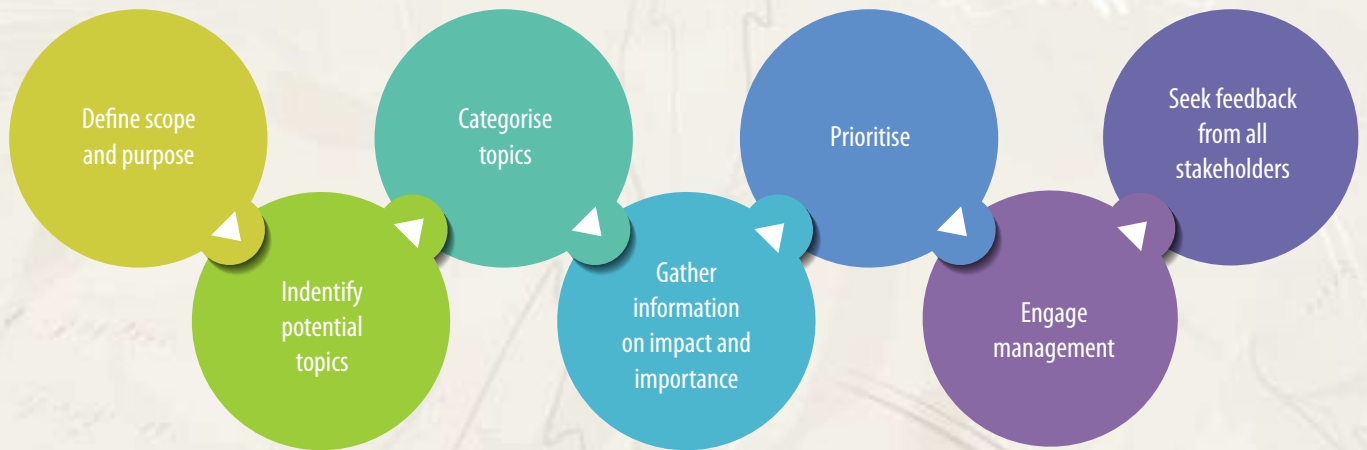 Define scope
and purpose
Indentify
potential
topics
Categorise
topics
Gather
information
on impact and
importance
Prioritise
Engage
management
Seek feedback
from all
stakeholders